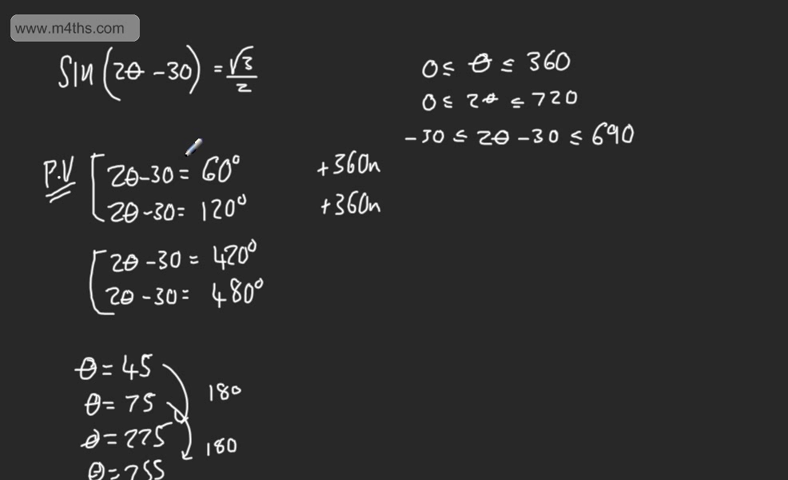 www.m4ths.com
Sin(2θ - 30) = √3/2
0 ≤ θ ≤ 360
0 ≤ 2θ ≤ 720
-30 ≤ 2θ - 30 ≤ 690
P.V 2θ - 30 = 60° +360n
2θ - 30 = 120° +360n
2θ - 30 = 420°
2θ - 30 = 480°
θ = 45
180
θ = 75
θ = 225
180
θ = 255